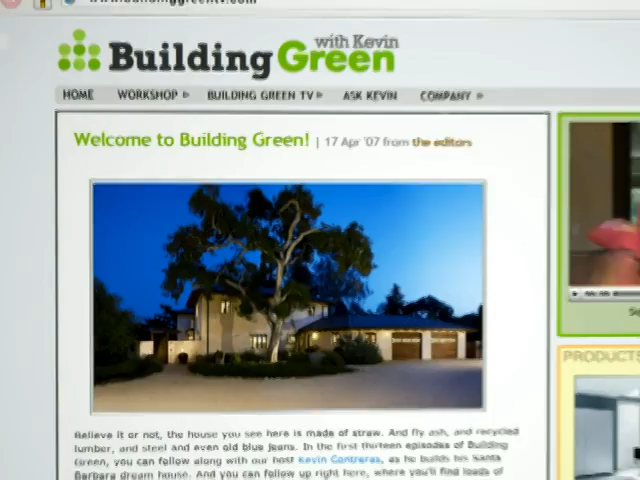 with Kevin
Building Green
HOME WORKSHOP BUILDING GREEN TV ASK KEVIN COMPANY
Welcome to Building Green! | 17 Apr '07 from the editors
PRODUCTS
Believe it or not, the house you see here is made of straw. And fly ash, and recycled
lumber, and steel and even old blue jeans. In the first thirteen episodes of Building
Green, you can follow along with our host Kevin Contreras, as he builds his Santa
Barbara dream house. And you can follow up right here, where you'll find loads of